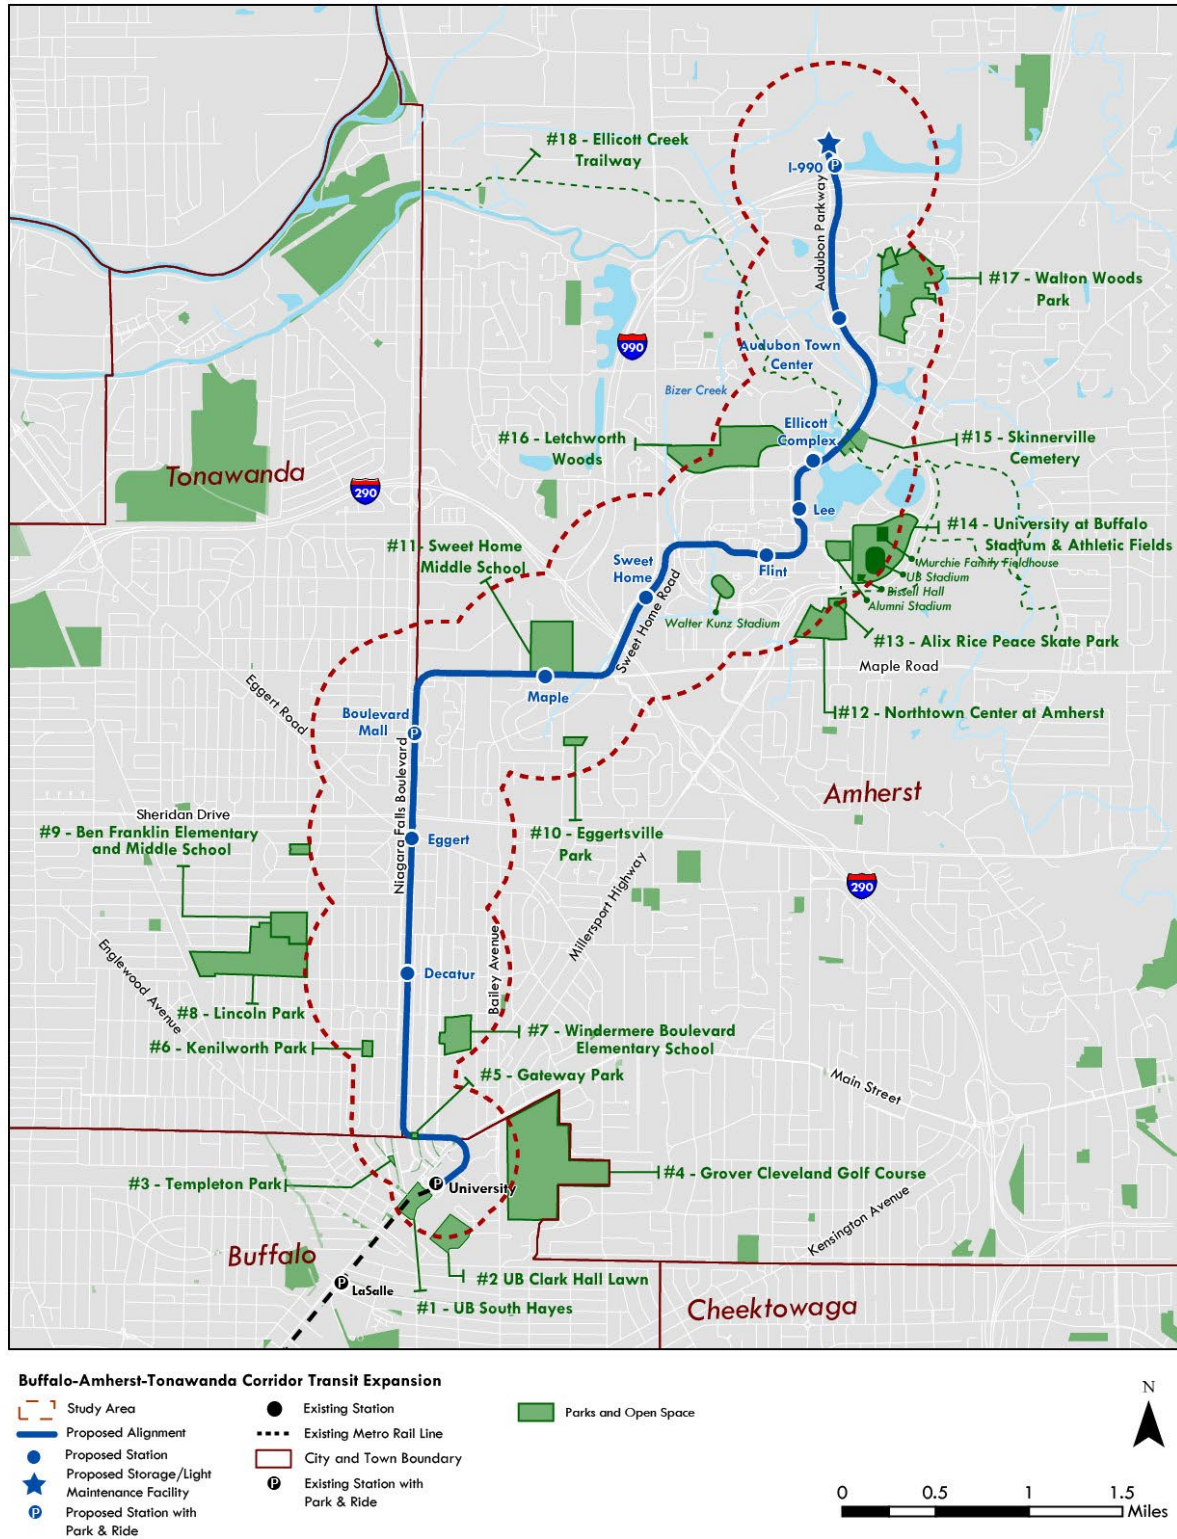 #18 - Ellicott Creek
Trailway
I-990
P
Audubon Parkway
#17 - Walton Woods
Park
990
Audubon Town
Center
Bizer Creek
Ellicott
Complex
#16 - Letchworth
Woods
#15 - Skinnerville
Cemetery
Tonawanda
290
Lee
#14 - University at Buffalo
Stadium & Athletic Fields
#11 - Sweet Home
Middle School
Sweet
Home
Flint
Murchie Family Fieldhouse
UB Stadium
Bissell Hall
Alumni Stadium
Walter Kunz Stadium
Sweet Home Road
#13 - Alix Rice Peace Skate Park
Maple Road
Eggert Road
Maple
#12 - Northtown Center at Amherst
Boulevard
Mall
P
Niagara Falls Boulevard
Amherst
Sheridan Drive
#9 - Ben Franklin Elementary
and Middle School
Eggert
#10 - Eggertsville
Park
Millersport Highway
290
Englewood Avenue
Bailey Avenue
Decatur
#8 - Lincoln Park
#7 - Windermere Boulevard
Elementary School
#6 - Kenilworth Park
#5 - Gateway Park
Main Street
#3 - Templeton Park
P
University
#4 - Grover Cleveland Golf Course
Kensington Avenue
Buffalo
#2 UB Clark Hall Lawn
P
LaSalle
#1 - UB South Hayes
Cheektowaga
Buffalo-Amherst-Tonawanda Corridor Transit Expansion
Study Area
Proposed Alignment
Proposed Station
Proposed Storage/Light
Maintenance Facility
P
Proposed Station with
Park & Ride
Existing Station
Existing Metro Rail Line
City and Town Boundary
P
Existing Station with
Park & Ride
Parks and Open Space
N
0 0.5 1 1.5
Miles